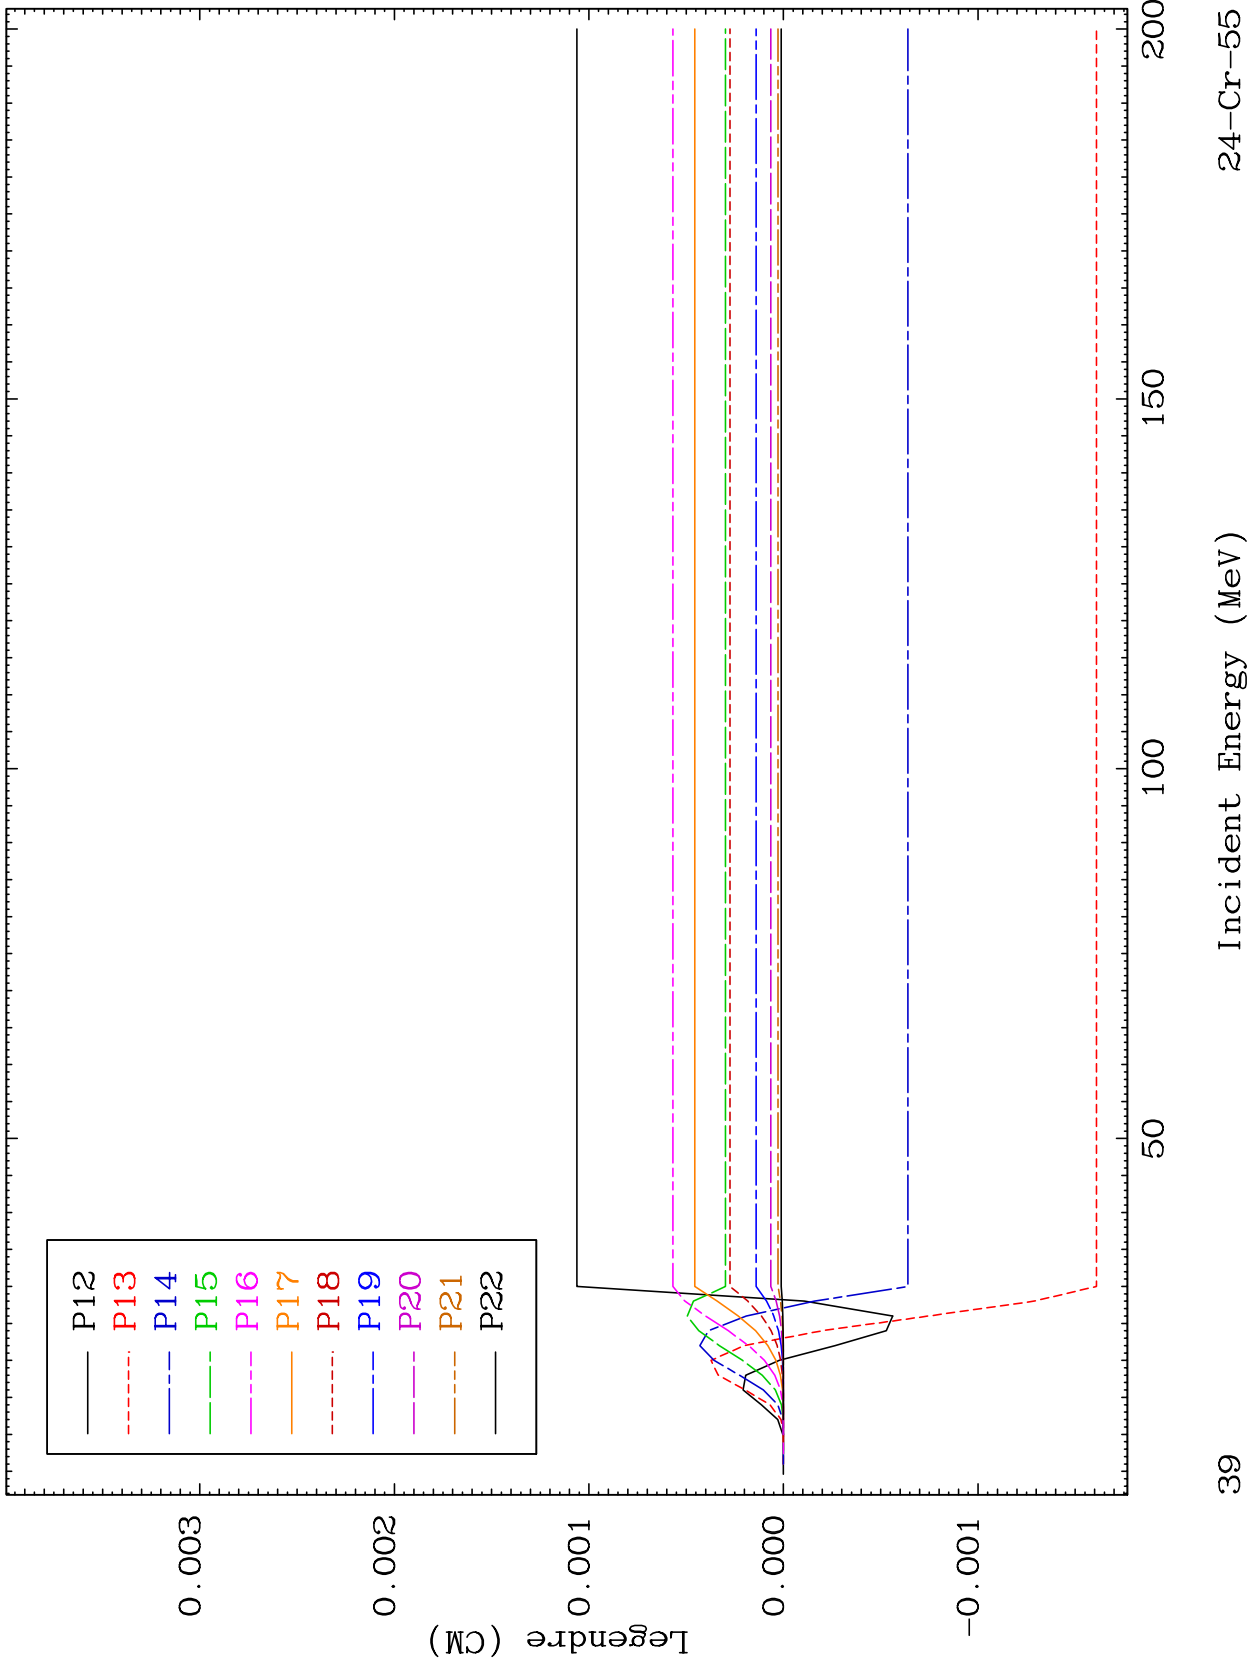 P12
P13
P14
P15
P16
P17
P18
P19
P20
P21
P22
0.003
0.002
0.001
0.000
-0.001
Legendre (CM)
50
100
150
200
Incident Energy (MeV)
39
24-Cr-55